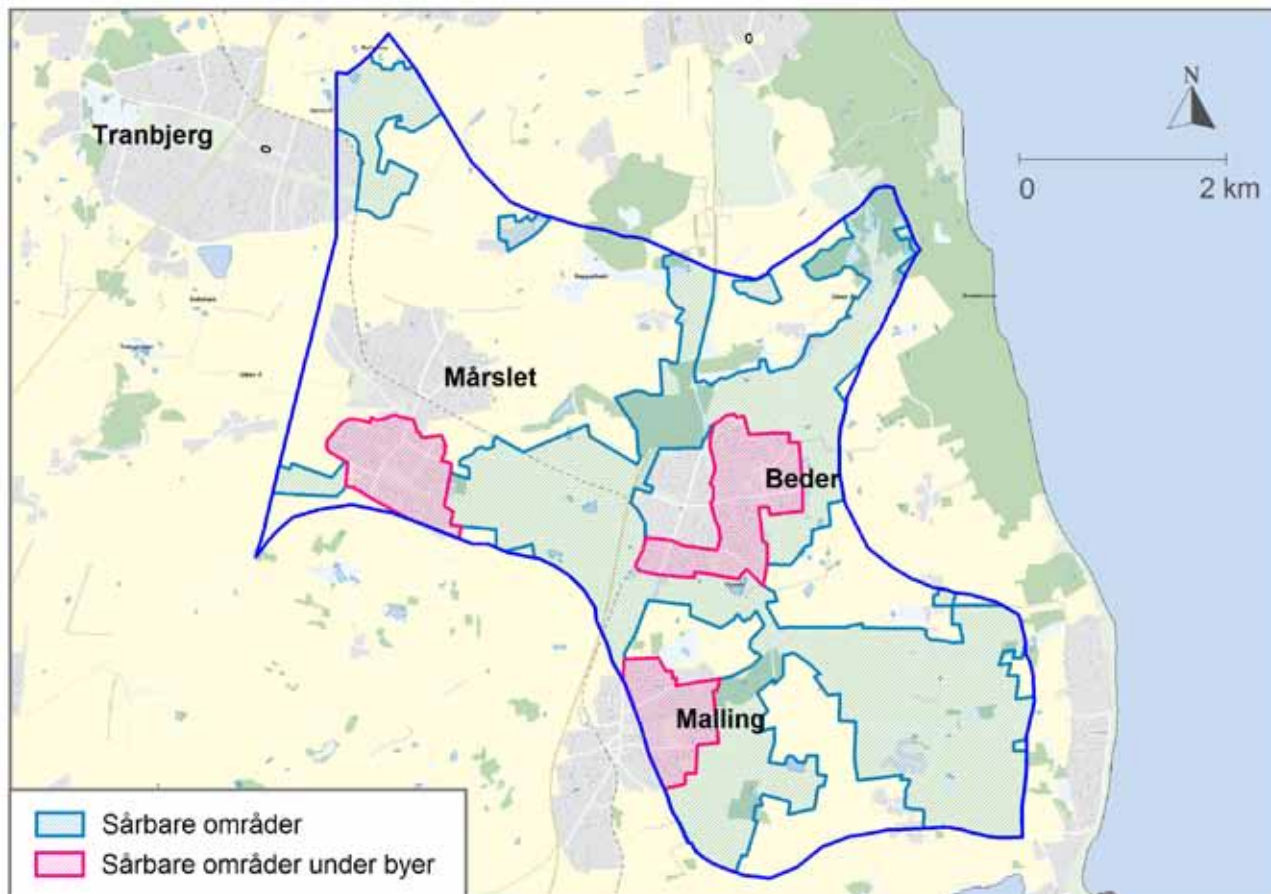 N
Tranbjerg
0 2 km
Mårslet
Beder
Malling
Sårbare områder
Sårbare områder under byer